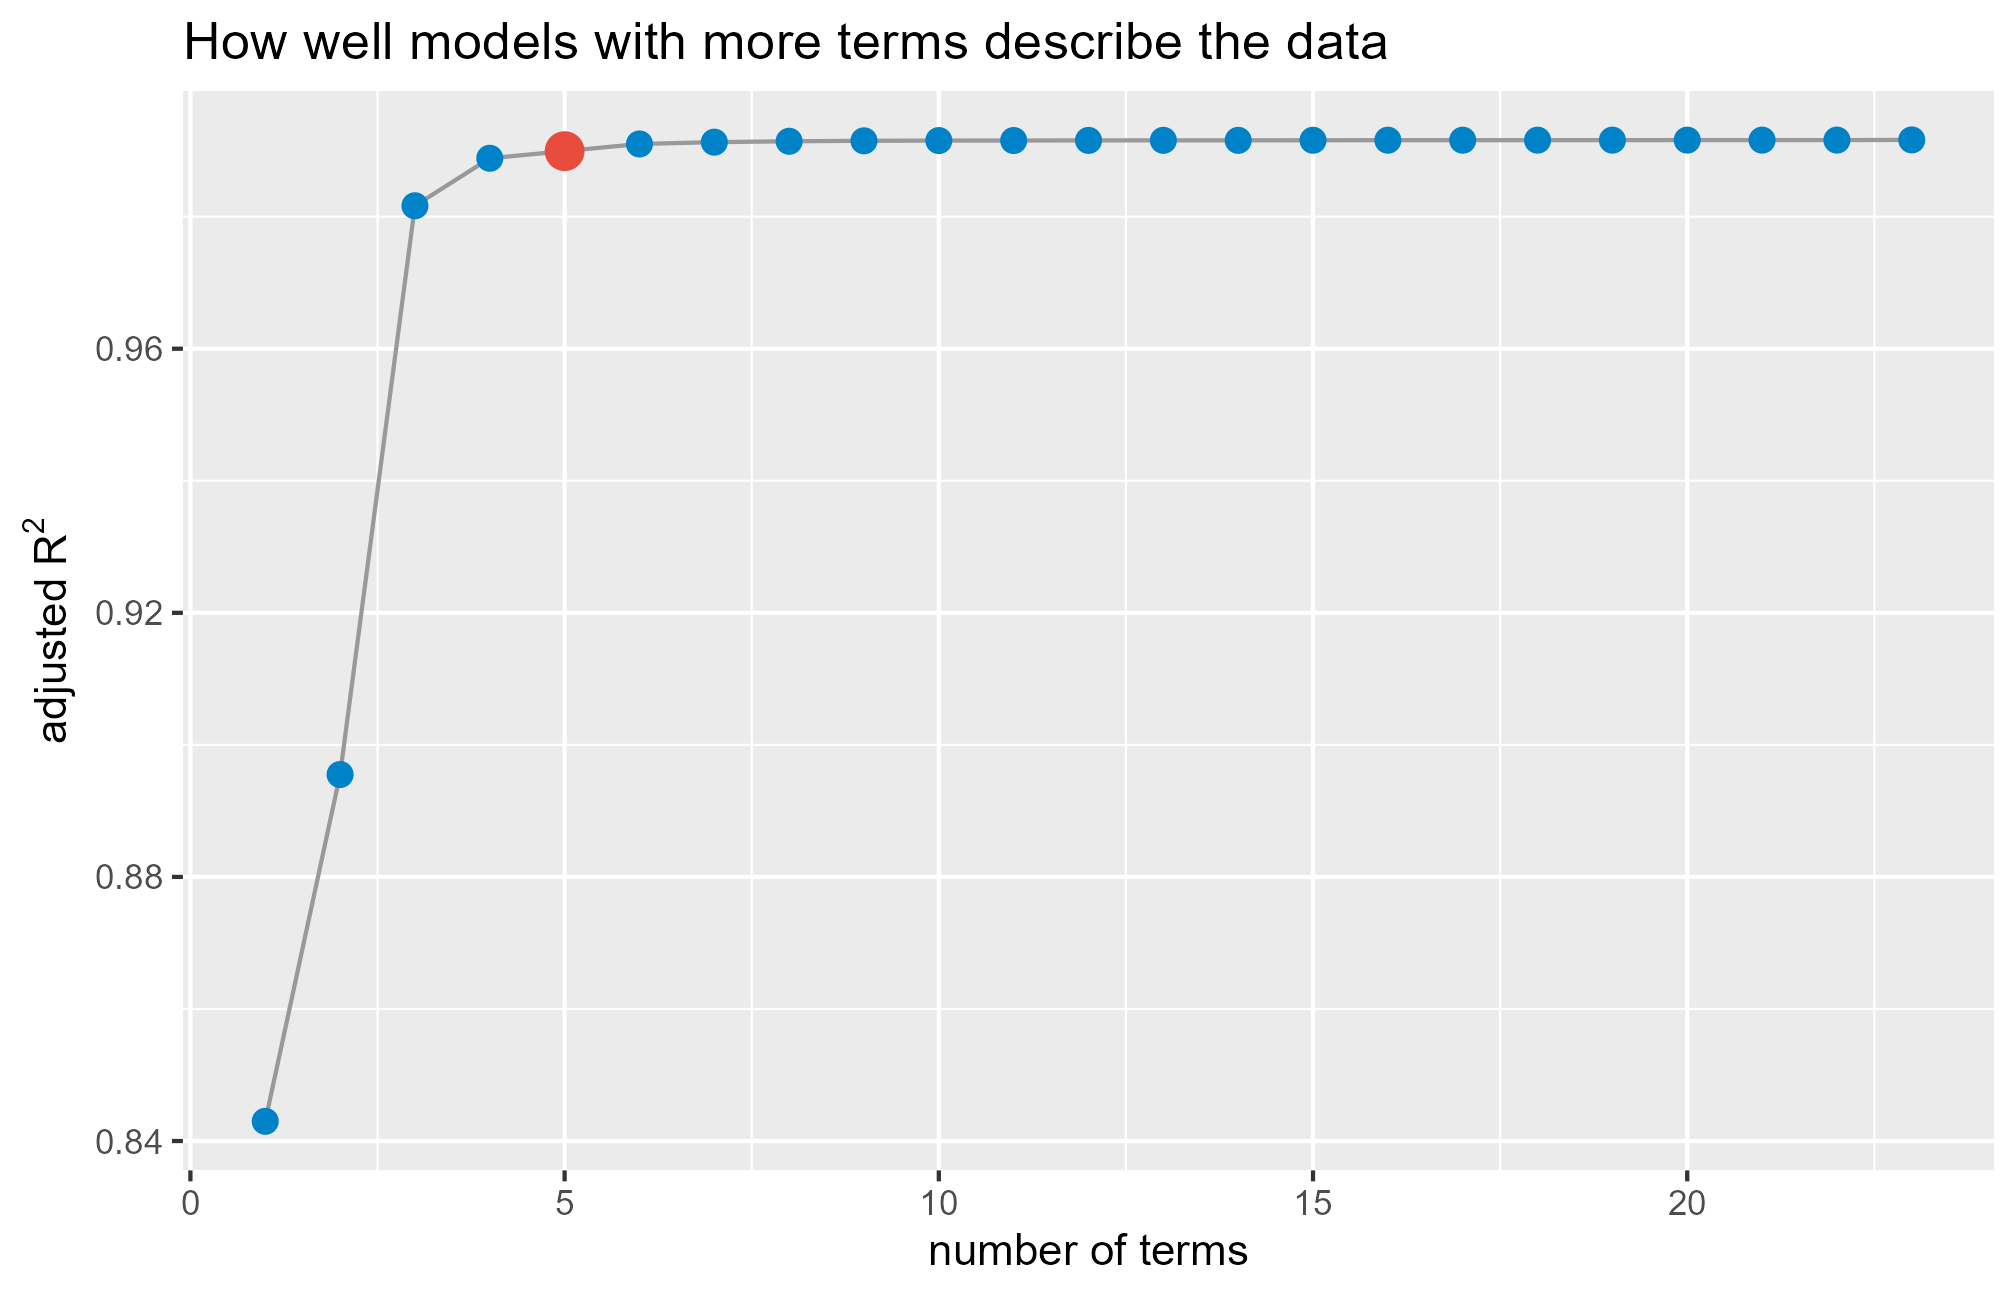 How well models with more terms describe the data
adjusted R²
0.96
0.92
0.88
0.84
0 5 10 15 20
number of terms